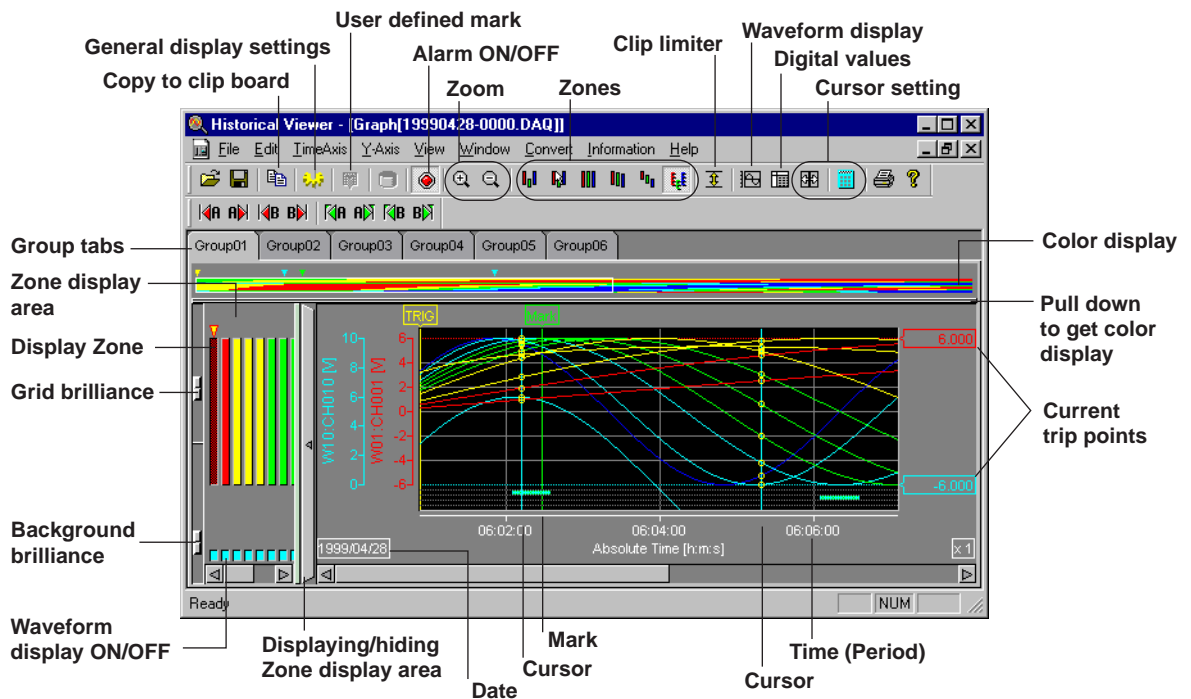 User defined mark
General display settings
Alarm ON/OFF
Copy to clip board
Zoom
Zones
Clip limiter
Waveform display
Digital values
Cursor setting
Historical Viewer - [Graph[19990428-0000.DAQ]]
File Edit TimeAxis Y-Axis View Window Convert Information Help
A A B B A A B B
Group tabs
Group01 Group02 Group03 Group04 Group05 Group06
Color display
Zone display
area
Pull down
to get color
display
Display Zone
Grid brilliance
TRIG
Mark
W10:CH010 [V]
10
8
6
4
2
0
W01:CH001 [V]
6
4
2
0
-2
-4
-6
6.000
-6.000
Current
trip points
Background
brilliance
06:02:00 06:04:00 06:06:00
1999/04/28
Absolute Time [h:m:s]
x 1
Ready
NUM
Waveform
display ON/OFF
Displaying/hiding
Zone display area
Date
Cursor
Mark
Cursor
Time (Period)